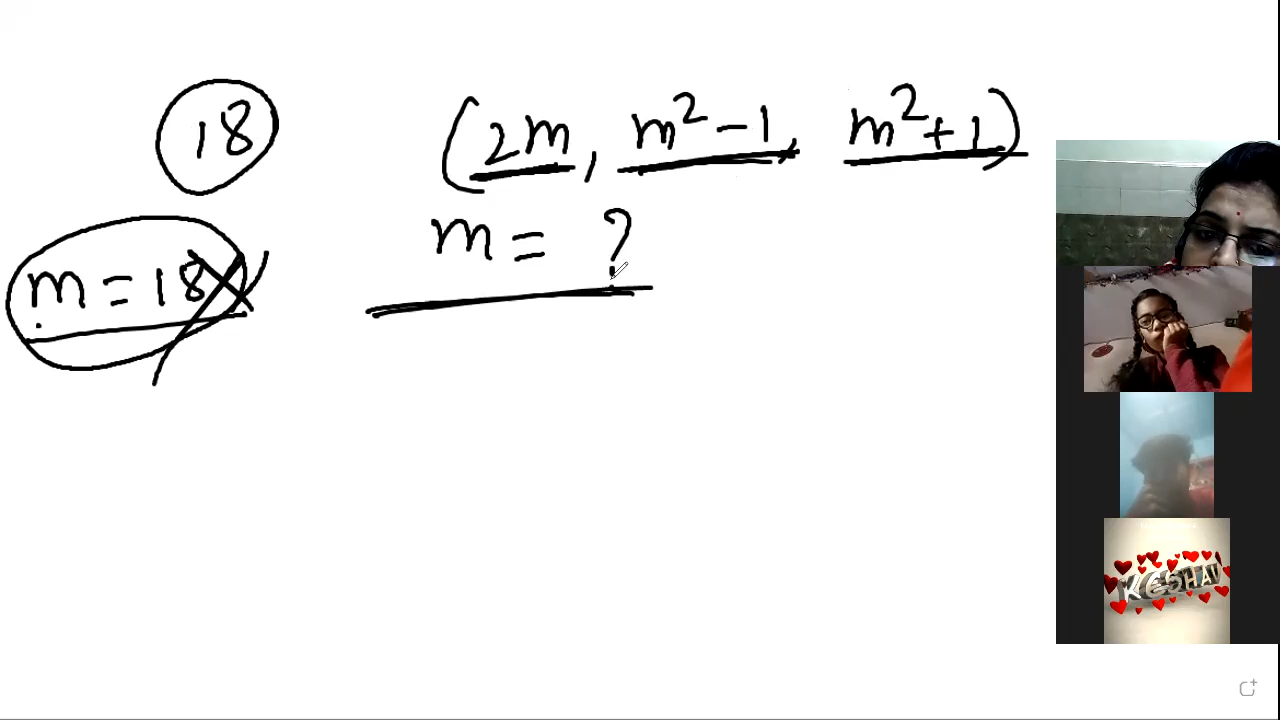 18
(2m, m²-1, m²+1)
m = ?
m = 18
KESHAV